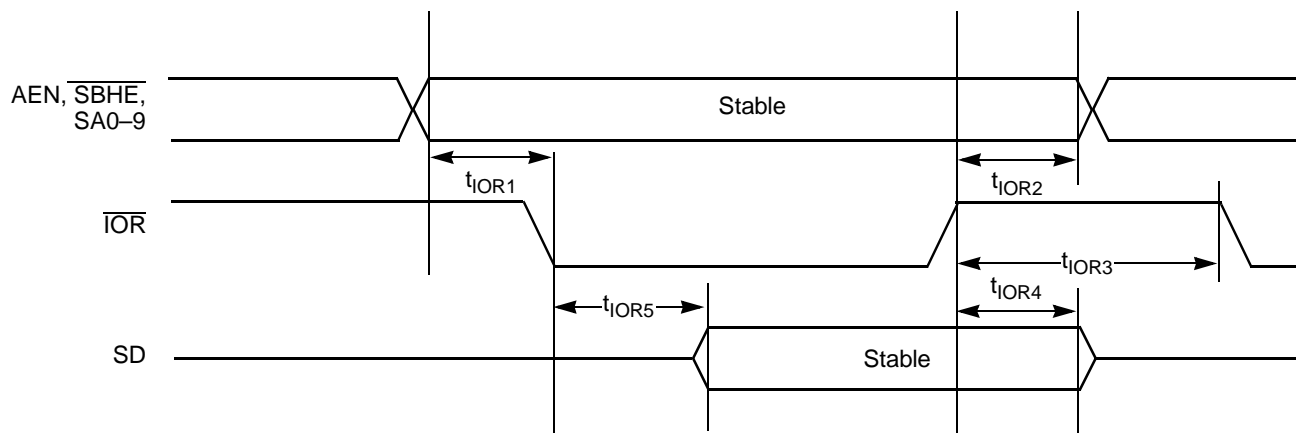 AEN, SBHE,
SA0–9
Stable
tIOR1
tIOR2
IOR
tIOR3
tIOR4
tIOR5
SD
Stable